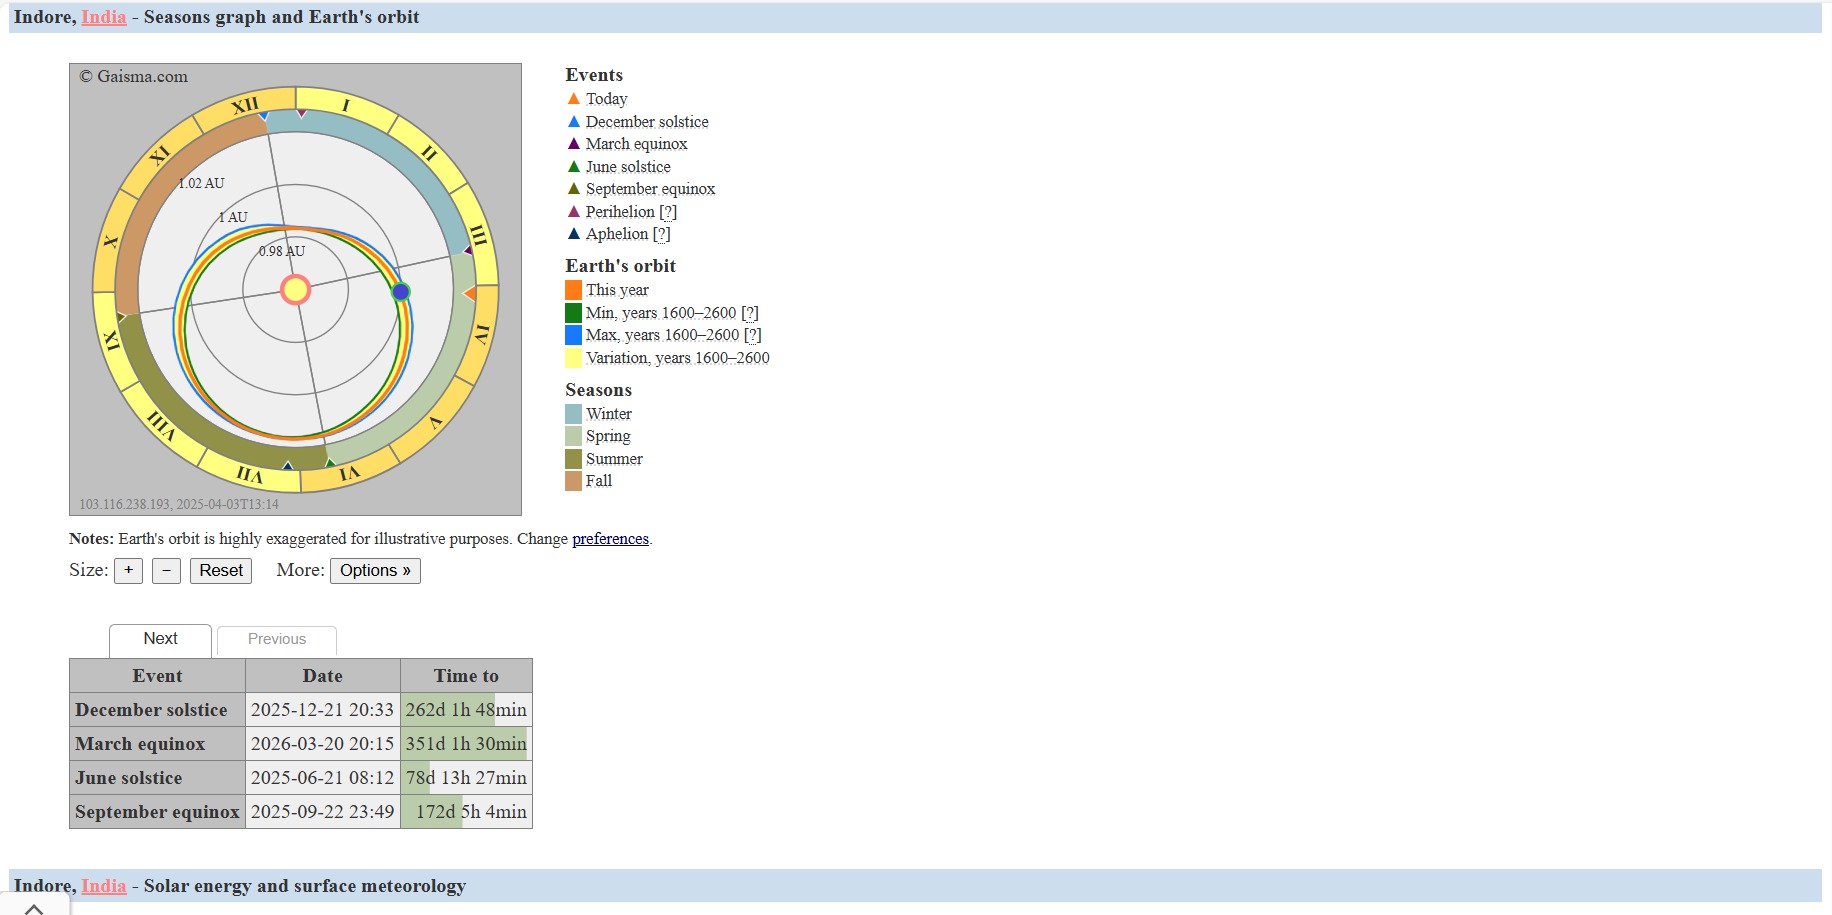 Indore, India - Seasons graph and Earth's orbit
© Gaisma.com
I
II
III
IV
V
VI
VII
VIII
IX
X
XI
XII
1.02 AU
1 AU
0.98 AU
103.116.238.193, 2025-04-03T13:14
Events
Today
December solstice
March equinox
June solstice
September equinox
Perihelion [?]
Aphelion [?]
Earth's orbit
This year
Min, years 1600–2600 [?]
Max, years 1600–2600 [?]
Variation, years 1600–2600
Seasons
Winter
Spring
Summer
Fall
Notes: Earth's orbit is highly exaggerated for illustrative purposes. Change preferences.
Size: + − Reset More: Options »
Next Previous
Event Date Time to
December solstice 2025-12-21 20:33 262d 1h 48min
March equinox 2026-03-20 20:15 351d 1h 30min
June solstice 2025-06-21 08:12 78d 13h 27min
September equinox 2025-09-22 23:49 172d 5h 4min
Indore, India - Solar energy and surface meteorology